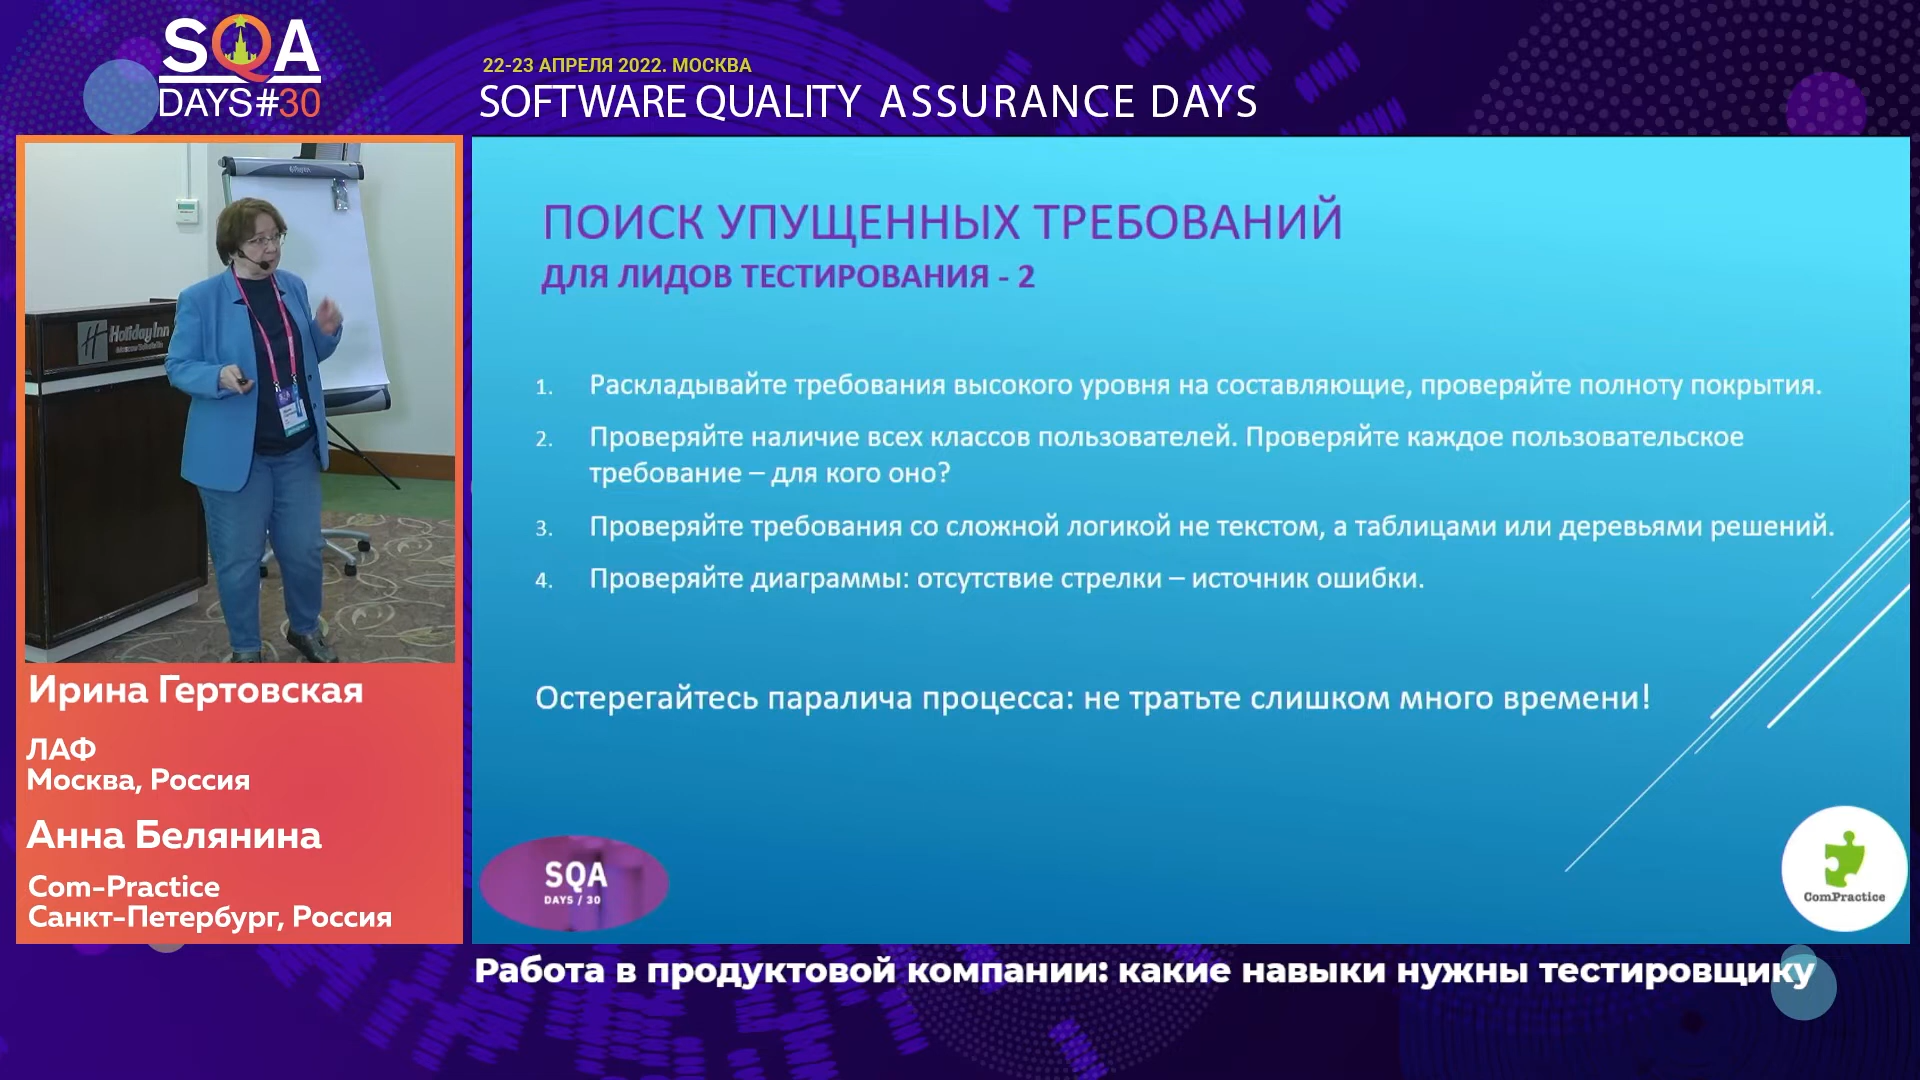 SQA
DAYS#30
22-23 АПРЕЛЯ 2022. МОСКВА
SOFTWARE QUALITY ASSURANCE DAYS
Holiday Inn
Ирина Гертовская
ЛАФ
Москва, Россия
Анна Белянина
Com-Practice
Санкт-Петербург, Россия
ПОИСК УПУЩЕННЫХ ТРЕБОВАНИЙ
ДЛЯ ЛИДОВ ТЕСТИРОВАНИЯ - 2
1. Раскладывайте требования высокого уровня на составляющие, проверяйте полноту покрытия.
2. Проверяйте наличие всех классов пользователей. Проверяйте каждое пользовательское
требование – для кого оно?
3. Проверяйте требования со сложной логикой не текстом, а таблицами или деревьями решений.
4. Проверяйте диаграммы: отсутствие стрелки – источник ошибки.
Остерегайтесь паралича процесса: не тратьте слишком много времени!
SQA
DAYS / 30
ComPractice
Работа в продуктовой компании: какие навыки нужны тестировщику